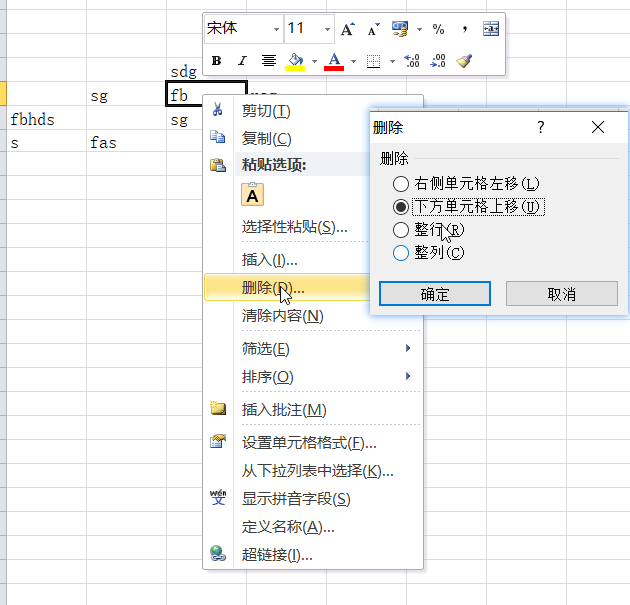 宋体 11 A A % ,
B I A .00 .00
sdg
sg fb
fbhds sg
s fas
剪切(T)
复制(C)
粘贴选项:
A
选择性粘贴(S)...
插入(I)...
删除(D)...
清除内容(N)
筛选(E)
排序(O)
插入批注(M)
设置单元格格式(F)...
从下拉列表中选择(K)...
wén
文 显示拼音字段(S)
定义名称(A)...
超链接(I)...
删除 ?
删除
右侧单元格左移(L)
下方单元格上移(U)
整行(R)
整列(C)
确定 取消